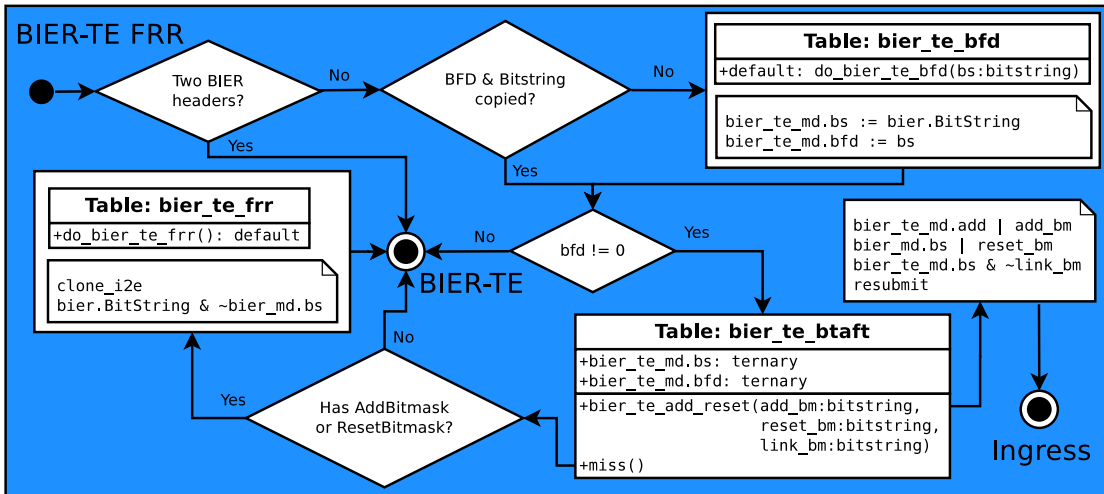 BIER-TE FRR
Two BIER
headers?
No
Yes
BFD & Bitstring
copied?
No
Yes
Table: bier_te_bfd
+default: do_bier_te_bfd(bs:bitstring)
bier_te_md.bs := bier.BitString
bier_te_md.bfd := bs
Table: bier_te_frr
+do_bier_te_frr(): default
clone_i2e
bier.BitString & ~bier_md.bs
BIER-TE
No
bfd != 0
Yes
bier_te_md.add | add_bm
bier_md.bs | reset_bm
bier_te_md.bs & ~link_bm
resubmit
Table: bier_te_btaft
+bier_te_md.bs: ternary
+bier_te_md.bfd: ternary
+bier_te_add_reset(add_bm:bitstring,
reset_bm:bitstring,
link_bm:bitstring)
+miss()
No
Yes
Has AddBitmask
or ResetBitmask?
Ingress